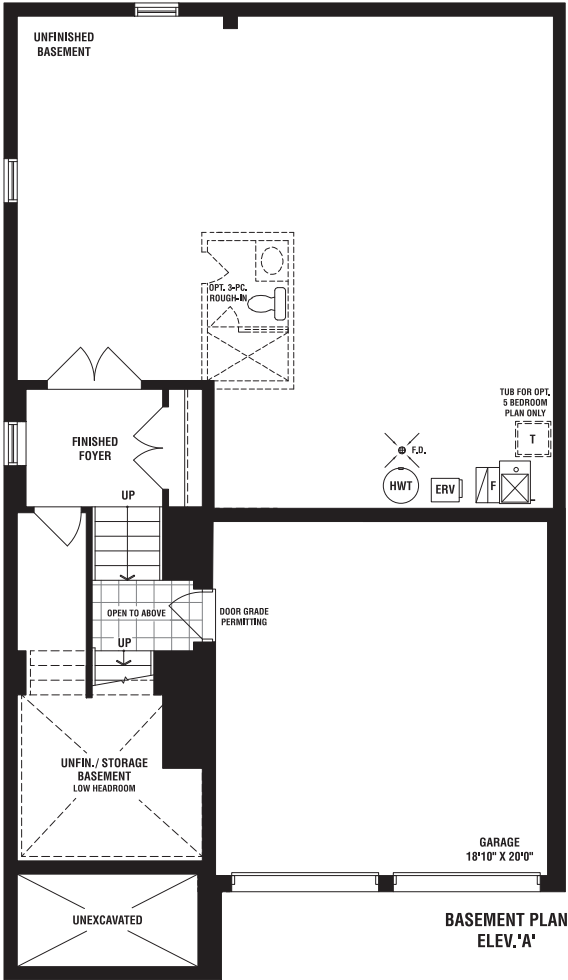 UNFINISHED
BASEMENT
OPT. 3-PC.
ROUGH-IN
TUB FOR OPT.
5 BEDROOM
PLAN ONLY
T
FINISHED
FOYER
F.D.
HWT
ERV
F
UP
OPEN TO ABOVE
DOOR GRADE
PERMITTING
UP
UNFIN./ STORAGE
BASEMENT
LOW HEADROOM
GARAGE
18'10" X 20'0"
UNEXCAVATED
BASEMENT PLAN
ELEV.'A'